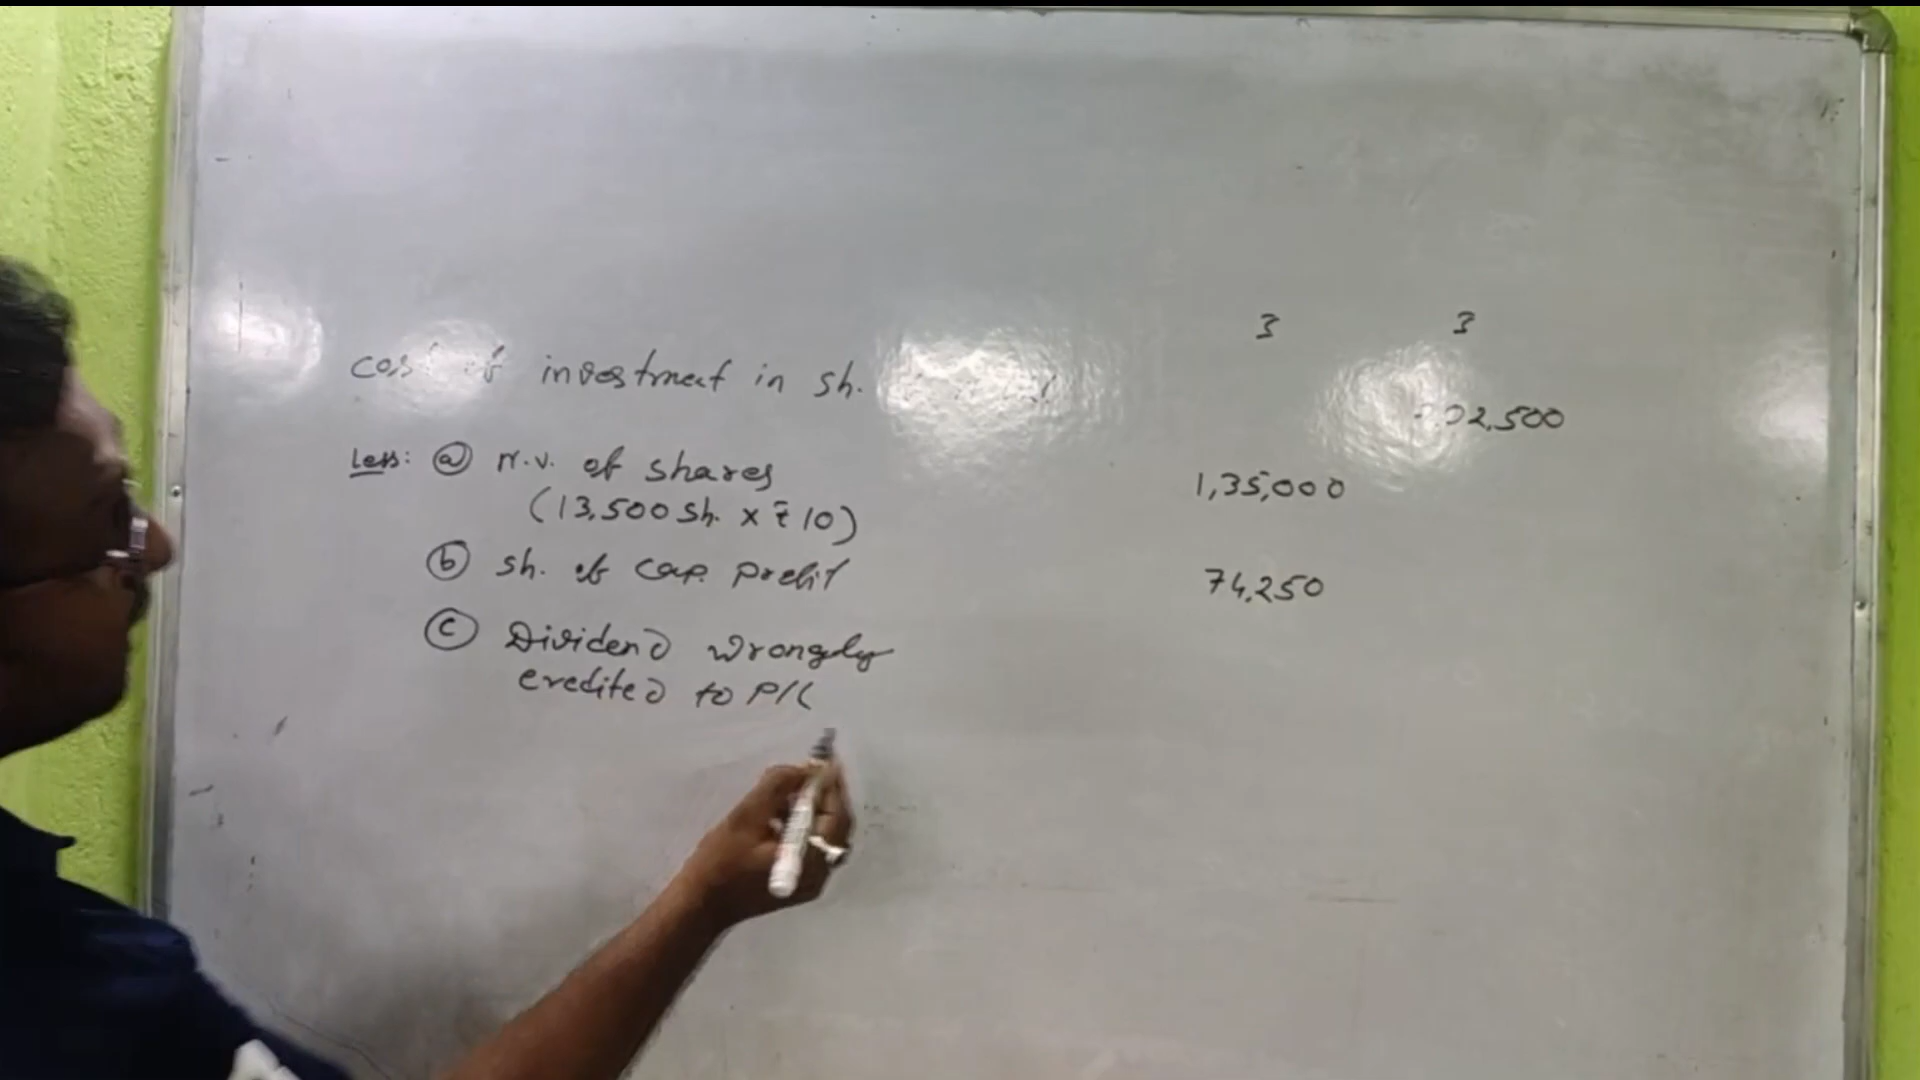 ₹ ₹
cost of investment in sh.
02,500
Less: (a) N.V. of shares 1,35,000
(13,500 sh. x ₹ 10)
(b) sh. of cap. profit 74,250
(c) Dividend wrongly
credited to P/L